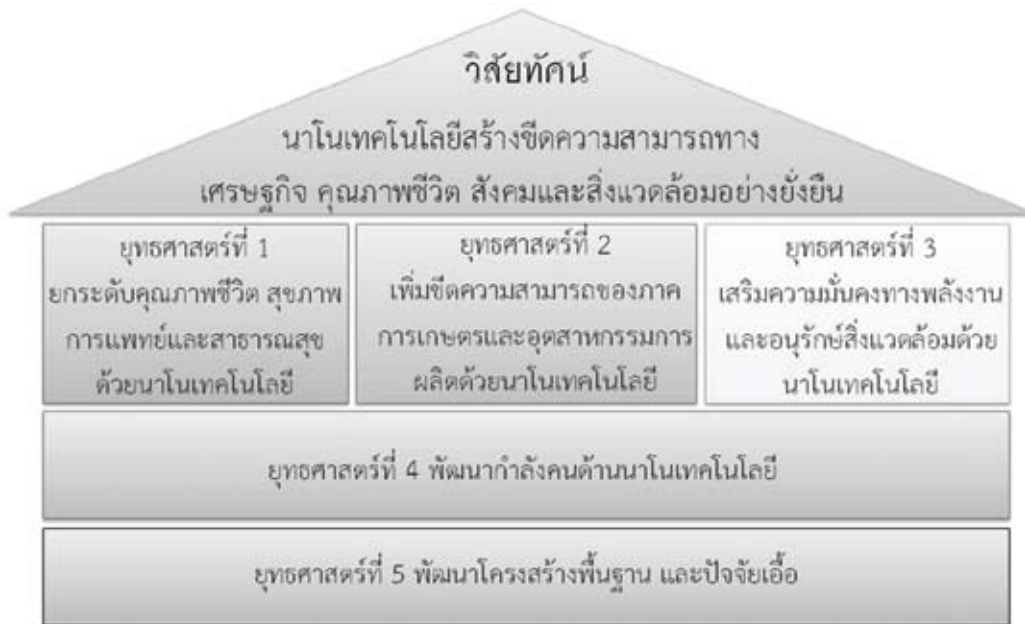 วิสัยทัศน์
นาโนเทคโนโลยีสร้างขีดความสามารถทาง
เศรษฐกิจ คุณภาพชีวิต สังคมและสิ่งแวดล้อมอย่างยั่งยืน
ยุทธศาสตร์ที่ 1
ยกระดับคุณภาพชีวิต สุขภาพ
การแพทย์และสาธารณสุข
ด้วยนาโนเทคโนโลยี
ยุทธศาสตร์ที่ 2
เพิ่มขีดความสามารถของภาค
การเกษตรและอุตสาหกรรมการ
ผลิตด้วยนาโนเทคโนโลยี
ยุทธศาสตร์ที่ 3
เสริมความมั่นคงทางพลังงาน
และอนุรักษ์สิ่งแวดล้อมด้วย
นาโนเทคโนโลยี
ยุทธศาสตร์ที่ 4 พัฒนากำลังคนด้านนาโนเทคโนโลยี
ยุทธศาสตร์ที่ 5 พัฒนาโครงสร้างพื้นฐาน และปัจจัยเอื้อ